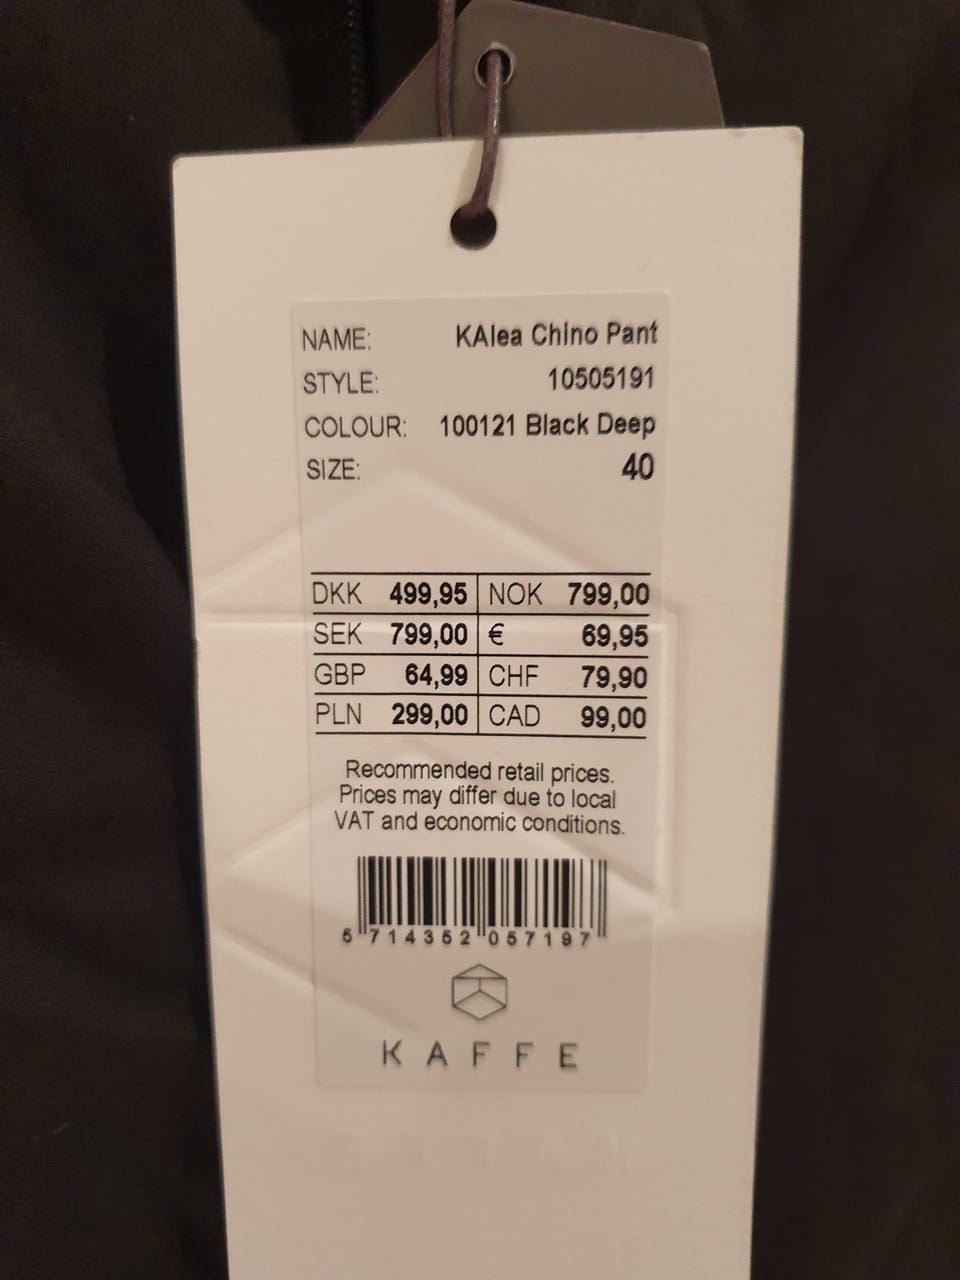 NAME: KAlea Chino Pant
STYLE: 10505191
COLOUR: 100121 Black Deep
SIZE: 40
DKK 499,95 NOK 799,00
SEK 799,00 € 69,95
GBP 64,99 CHF 79,90
PLN 299,00 CAD 99,00
Recommended retail prices.
Prices may differ due to local
VAT and economic conditions.
5 714352 057197
KAFFE